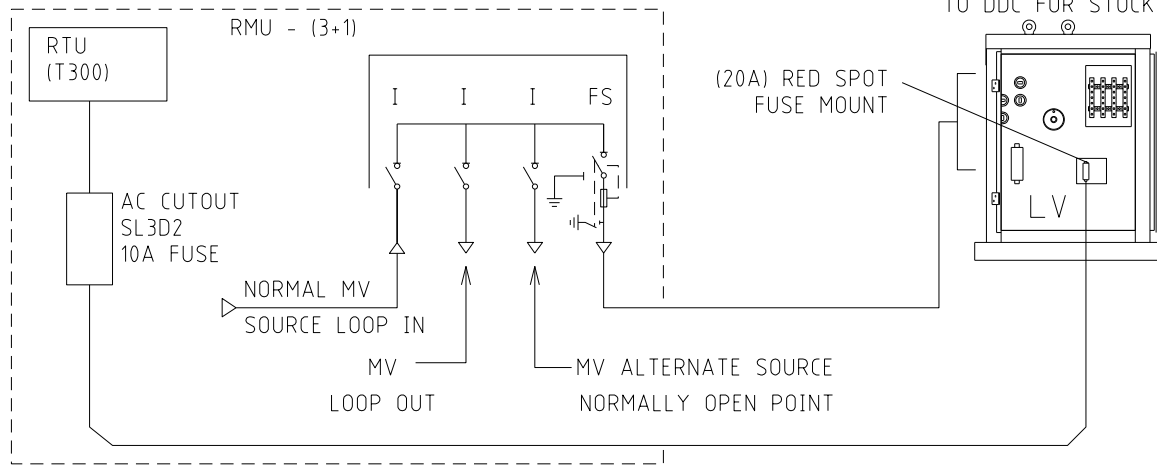 TO DDC FOR STOCK
RMU - (3+1)
RTU
(T300)
(20A) RED SPOT
FUSE MOUNT
I I I FS
AC CUTOUT
SL3D2
10A FUSE
LV
NORMAL MV
SOURCE LOOP IN
MV
LOOP OUT
MV ALTERNATE SOURCE
NORMALLY OPEN POINT